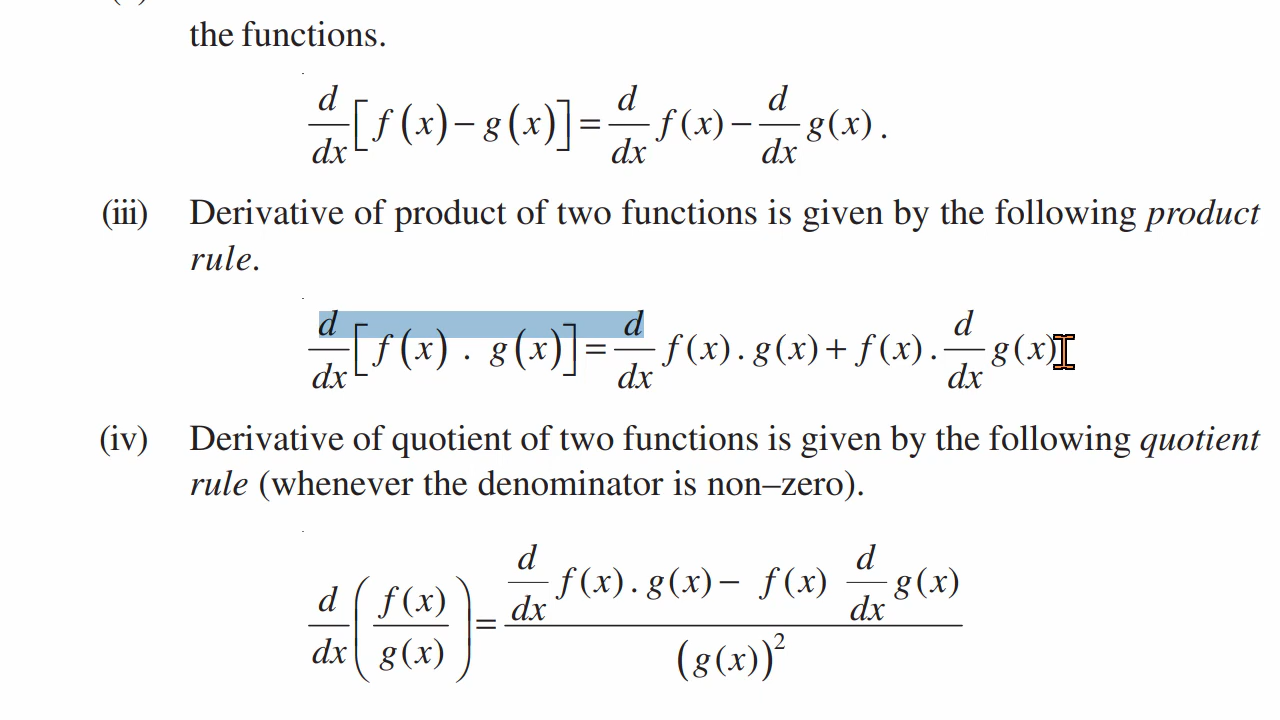 the functions.
d/dx [f(x) − g(x)] = d/dx f(x) − d/dx g(x) .
(iii) Derivative of product of two functions is given by the following product
rule.
d/dx [f(x) . g(x)] = d/dx f(x) . g(x) + f(x) . d/dx g(x)
(iv) Derivative of quotient of two functions is given by the following quotient
rule (whenever the denominator is non–zero).
d/dx (f(x)/g(x)) = (d/dx f(x) . g(x) − f(x) d/dx g(x)) / (g(x))²